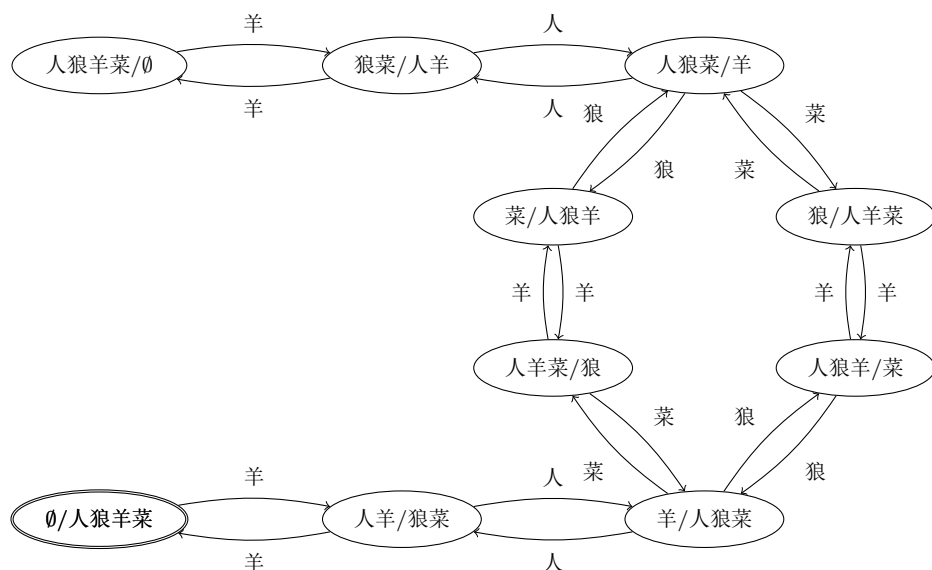 羊 人
人狼羊菜/∅ 狼菜/人羊 人狼菜/羊
羊 人
狼 菜
狼 菜
菜/人狼羊 狼/人羊菜
羊 羊 羊 羊
人羊菜/狼 人狼羊/菜
菜 狼
菜 狼
羊 人
∅/人狼羊菜 人羊/狼菜 羊/人狼菜
羊 人